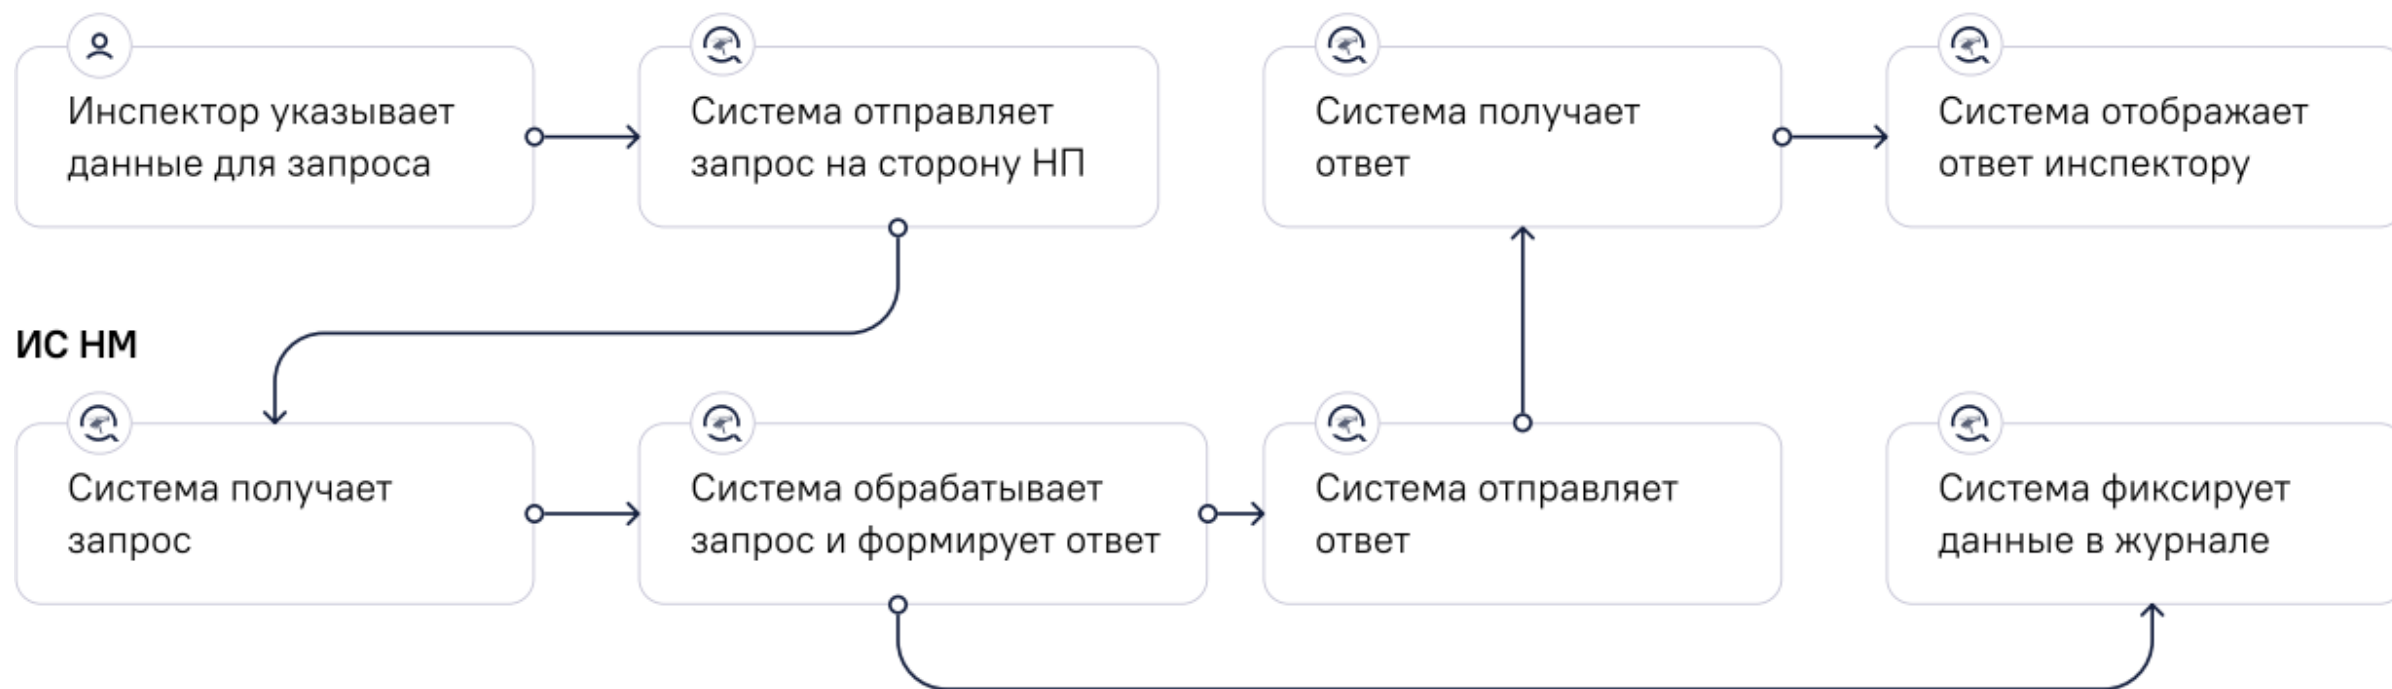 Инспектор указывает
данные для запроса
Система отправляет
запрос на сторону НП
Система получает
ответ
Система отображает
ответ инспектору
ИС НМ
Система получает
запрос
Система обрабатывает
запрос и формирует ответ
Система отправляет
ответ
Система фиксирует
данные в журнале